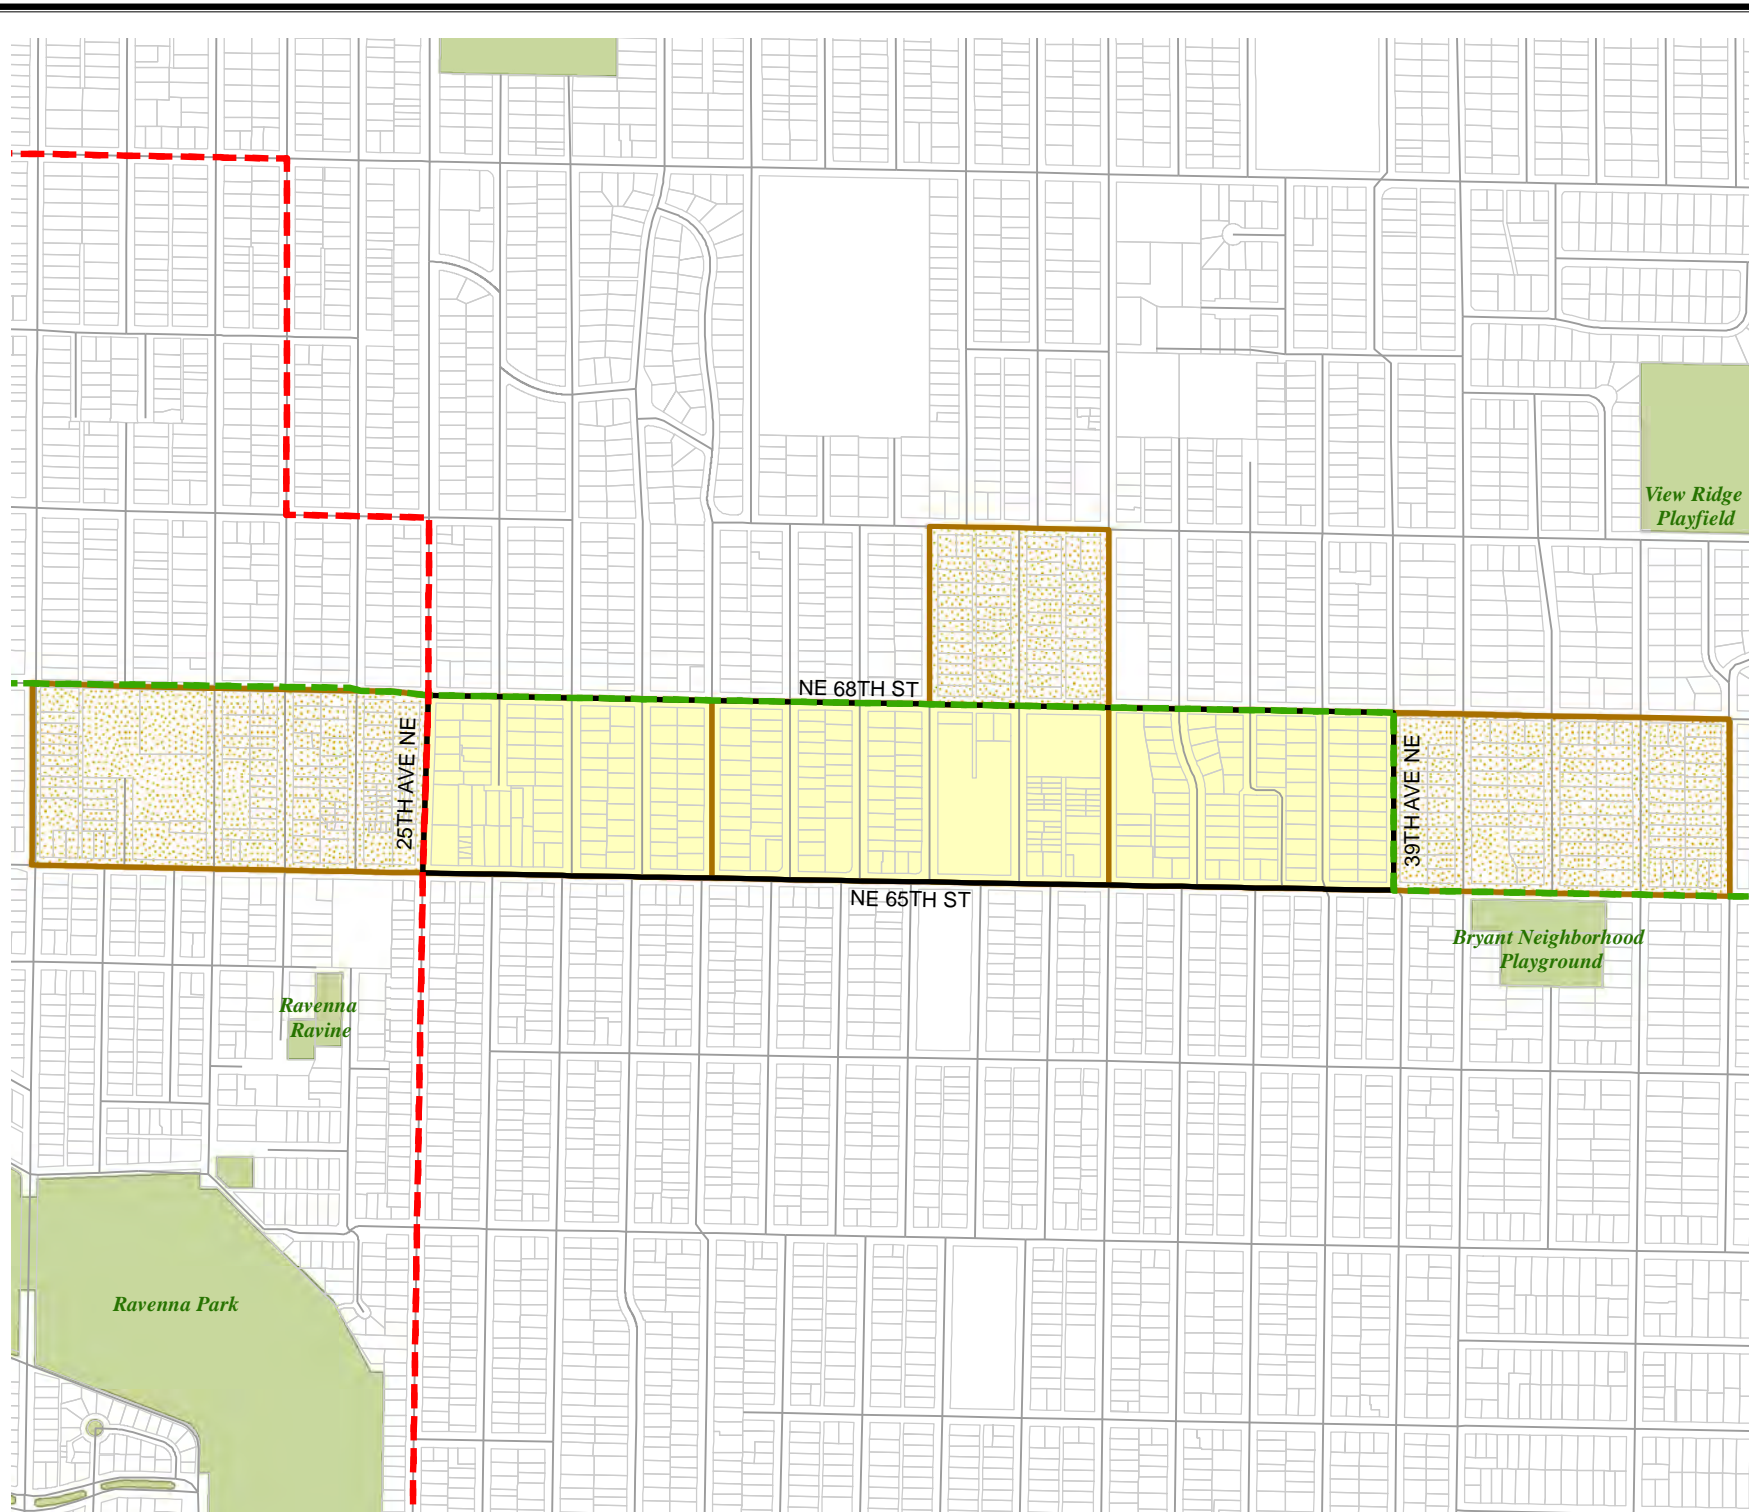 View Ridge
Playfield
NE 68TH ST
25TH AVE NE
39TH AVE NE
NE 65TH ST
Bryant Neighborhood
Playground
Ravenna
Ravine
Ravenna Park